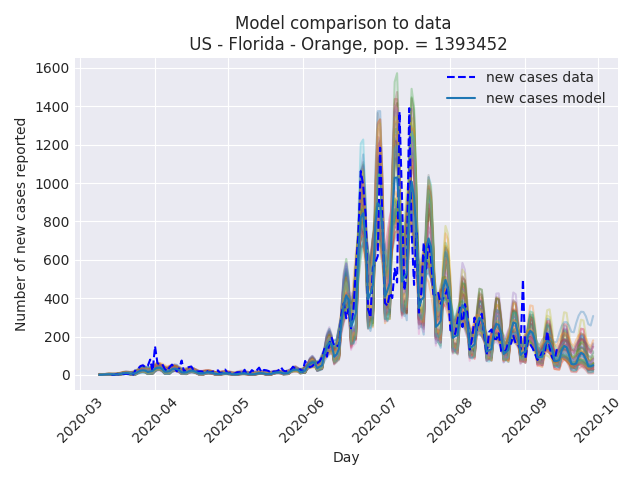 Model comparison to data
US - Florida - Orange, pop. = 1393452
new cases data
new cases model
Number of new cases reported
1600
1400
1200
1000
800
600
400
200
0
2020-03
2020-04
2020-05
2020-06
2020-07
2020-08
2020-09
2020-10
Day